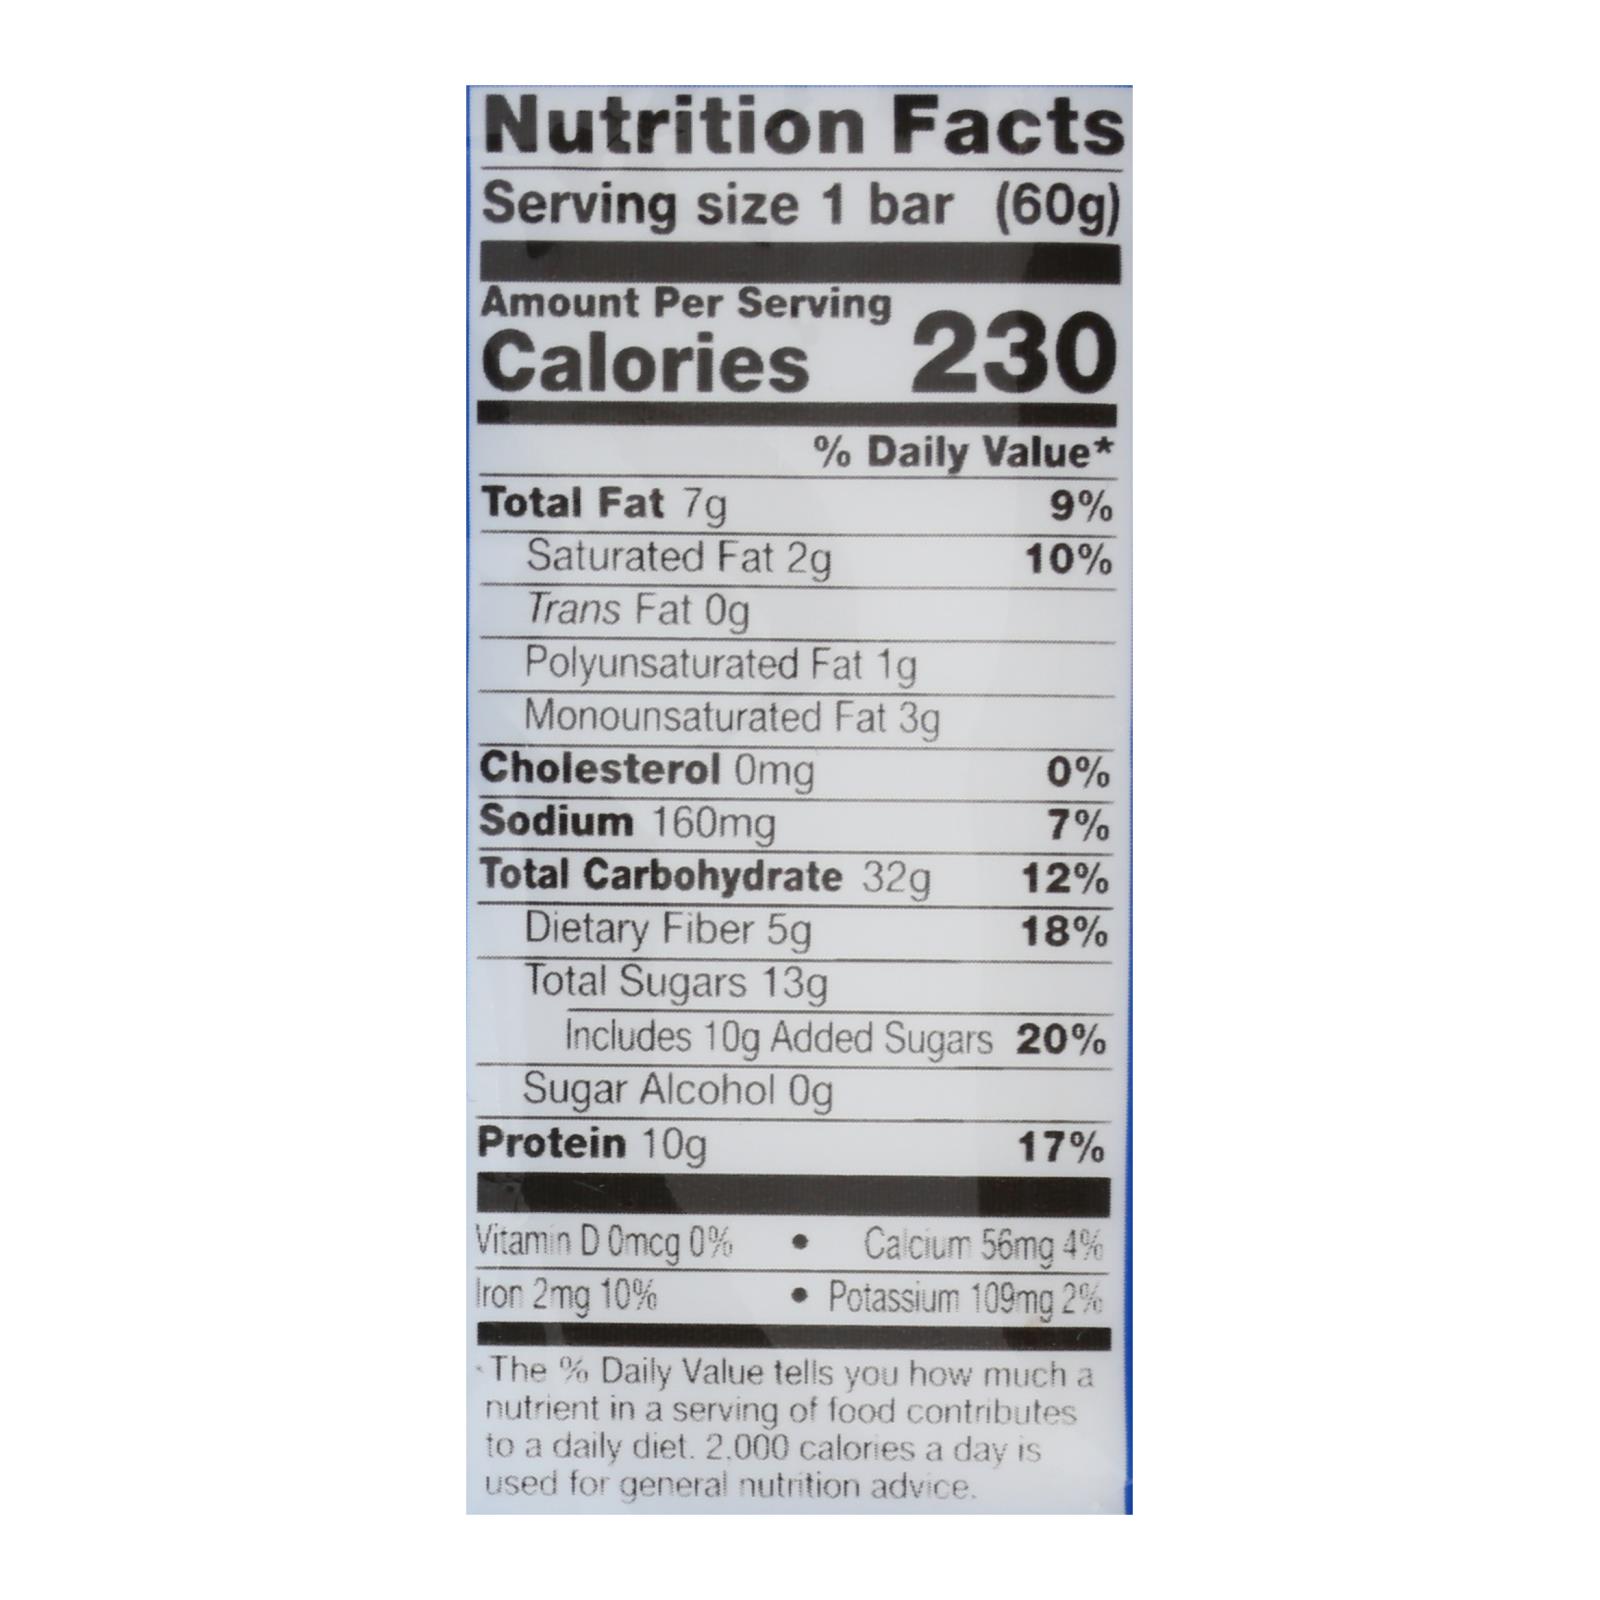 Nutrition Facts
Serving size 1 bar (60g)
Amount Per Serving
Calories 230
% Daily Value*
Total Fat 7g 9%
Saturated Fat 2g 10%
Trans Fat 0g
Polyunsaturated Fat 1g
Monounsaturated Fat 3g
Cholesterol 0mg 0%
Sodium 160mg 7%
Total Carbohydrate 32g 12%
Dietary Fiber 5g 18%
Total Sugars 13g
Includes 10g Added Sugars 20%
Sugar Alcohol 0g
Protein 10g 17%
Vitamin D 0mcg 0% • Calcium 56mg 4%
Iron 2mg 10% • Potassium 109mg 2%
*The % Daily Value tells you how much a
nutrient in a serving of food contributes
to a daily diet. 2,000 calories a day is
used for general nutrition advice.